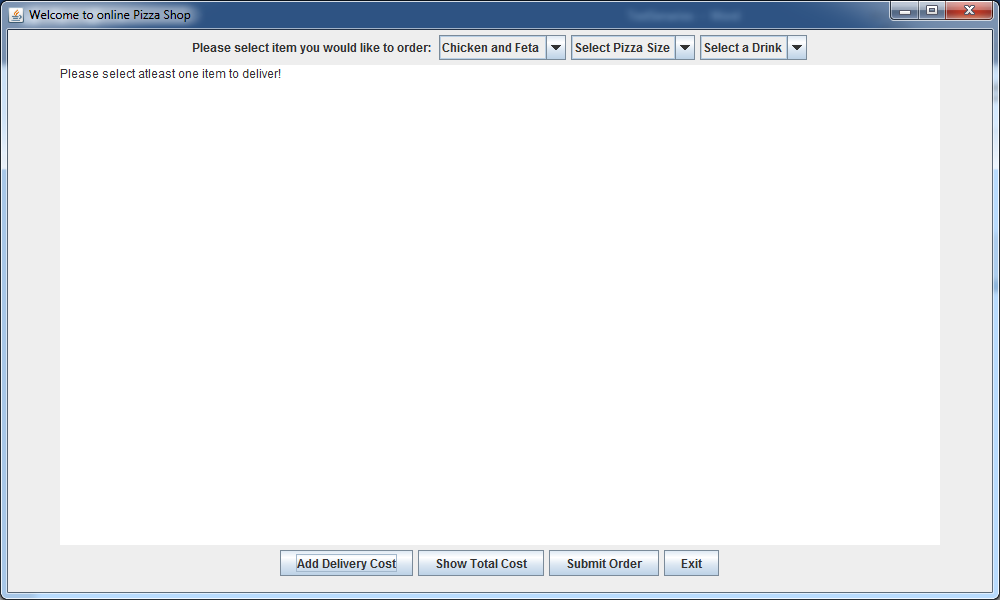 Welcome to online Pizza Shop
Please select item you would like to order: Chicken and Feta Select Pizza Size Select a Drink
Please select atleast one item to deliver!
Add Delivery Cost Show Total Cost Submit Order Exit